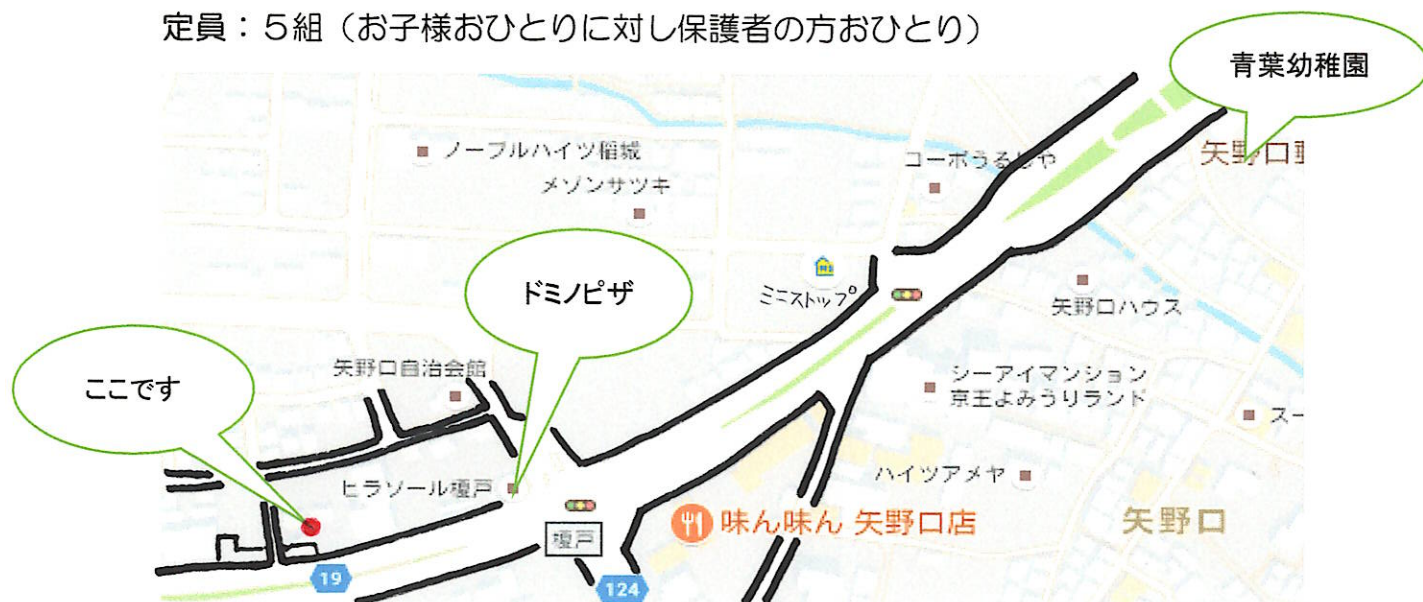 定員：５組（お子様おひとりに対し保護者の方おひとり）
青葉幼稚園
ノーブルハイツ稲城
コーポうるしや
メゾンサツキ
ドミノピザ
ミニストップ
矢野口ハウス
ここです
矢野口自治会館
シーアイマンション
京王よみうりランド
スー
ヒラソール榎戸
ハイツアメヤ
榎戸
味ん味ん 矢野口店
矢野口
19
124